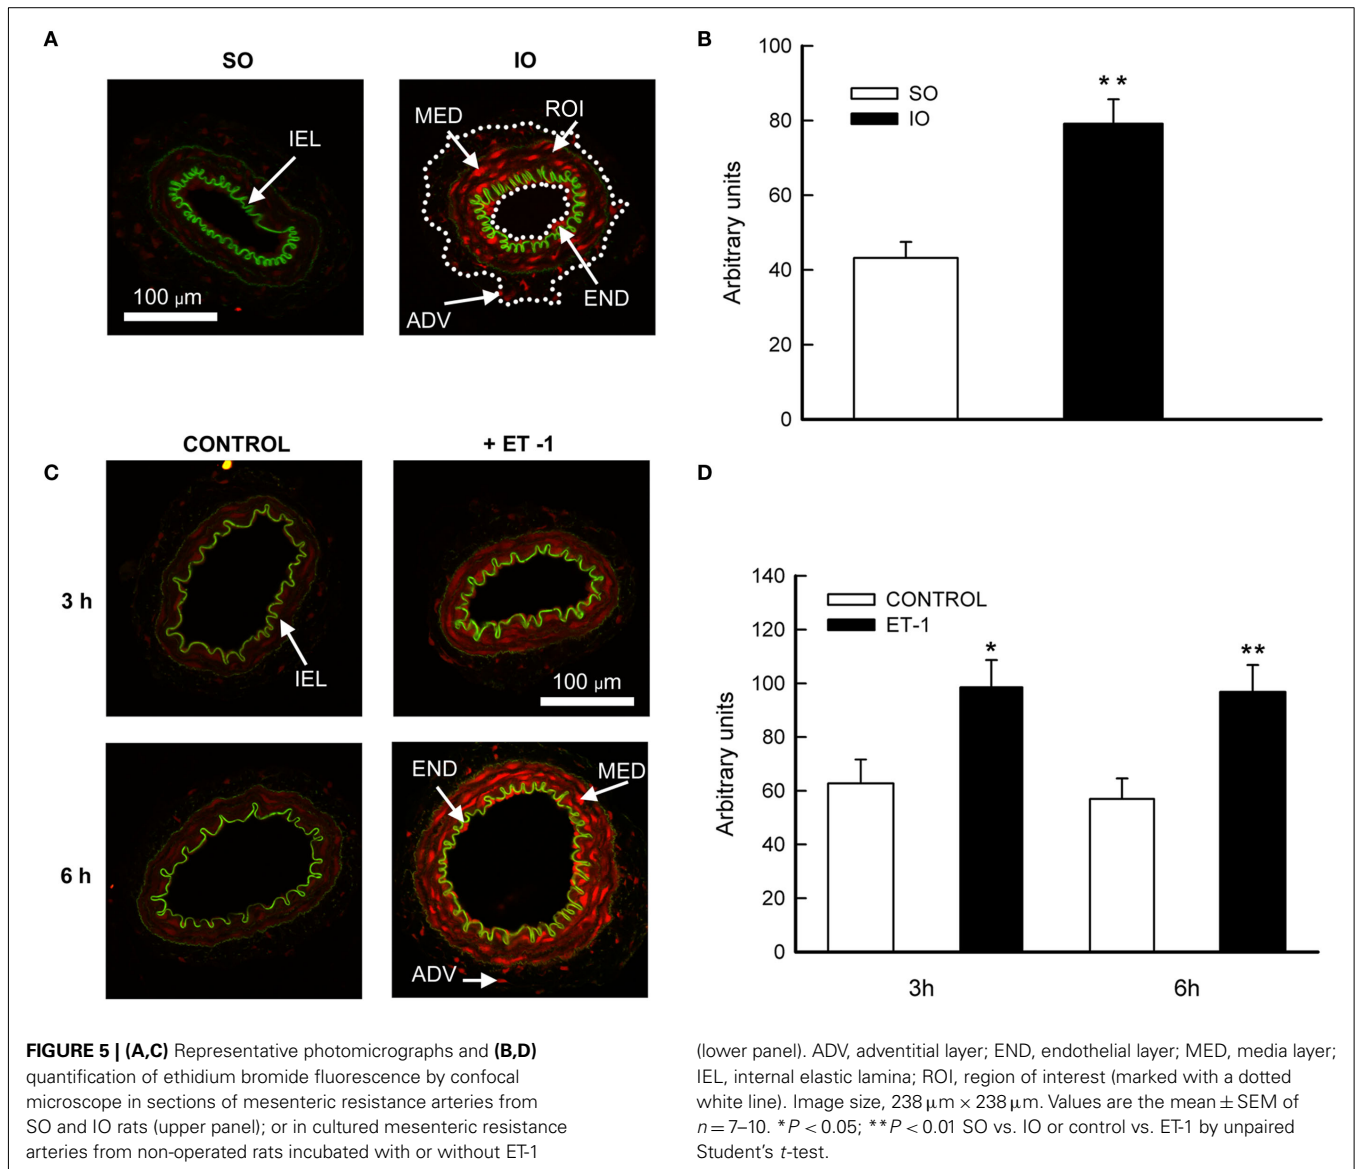 A
SO
IO
IEL
100 μm
MED
ROI
ADV
END
B
100
80
60
40
20
0
Arbitrary units
SO
IO
**
C
CONTROL
+ ET -1
3 h
IEL
100 μm
6 h
END
MED
ADV
D
140
120
100
80
60
40
20
0
Arbitrary units
CONTROL
ET-1
*
**
3h
6h
FIGURE 5 | (A,C) Representative photomicrographs and (B,D)
quantification of ethidium bromide fluorescence by confocal
microscope in sections of mesenteric resistance arteries from
SO and IO rats (upper panel); or in cultured mesenteric resistance
arteries from non-operated rats incubated with or without ET-1
(lower panel). ADV, adventitial layer; END, endothelial layer; MED, media layer;
IEL, internal elastic lamina; ROI, region of interest (marked with a dotted
white line). Image size, 238 μm × 238 μm. Values are the mean ± SEM of
n = 7–10. *P < 0.05; **P < 0.01 SO vs. IO or control vs. ET-1 by unpaired
Student's t-test.